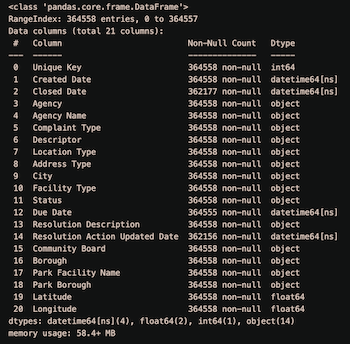 <class 'pandas.core.frame.DataFrame'>
RangeIndex: 364558 entries, 0 to 364557
Data columns (total 21 columns):
 #   Column                         Non-Null Count   Dtype
---  ------                         --------------   -----
 0   Unique Key                     364558 non-null  int64
 1   Created Date                   364558 non-null  datetime64[ns]
 2   Closed Date                    362177 non-null  datetime64[ns]
 3   Agency                         364558 non-null  object
 4   Agency Name                    364558 non-null  object
 5   Complaint Type                 364558 non-null  object
 6   Descriptor                     364558 non-null  object
 7   Location Type                  364558 non-null  object
 8   Address Type                   364558 non-null  object
 9   City                           364558 non-null  object
 10  Facility Type                  364558 non-null  object
 11  Status                         364558 non-null  object
 12  Due Date                       364555 non-null  datetime64[ns]
 13  Resolution Description         364558 non-null  object
 14  Resolution Action Updated Date 362156 non-null  datetime64[ns]
 15  Community Board                364558 non-null  object
 16  Borough                        364558 non-null  object
 17  Park Facility Name             364558 non-null  object
 18  Park Borough                   364558 non-null  object
 19  Latitude                       364558 non-null  float64
 20  Longitude                      364558 non-null  float64
dtypes: datetime64[ns](4), float64(2), int64(1), object(14)
memory usage: 58.4+ MB